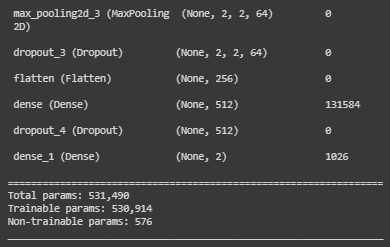 max_pooling2d_3 (MaxPooling (None, 2, 2, 64) 0
2D)
dropout_3 (Dropout) (None, 2, 2, 64) 0
flatten (Flatten) (None, 256) 0
dense (Dense) (None, 512) 131584
dropout_4 (Dropout) (None, 512) 0
dense_1 (Dense) (None, 2) 1026
=================================================================
Total params: 531,490
Trainable params: 530,914
Non-trainable params: 576
_________________________________________________________________